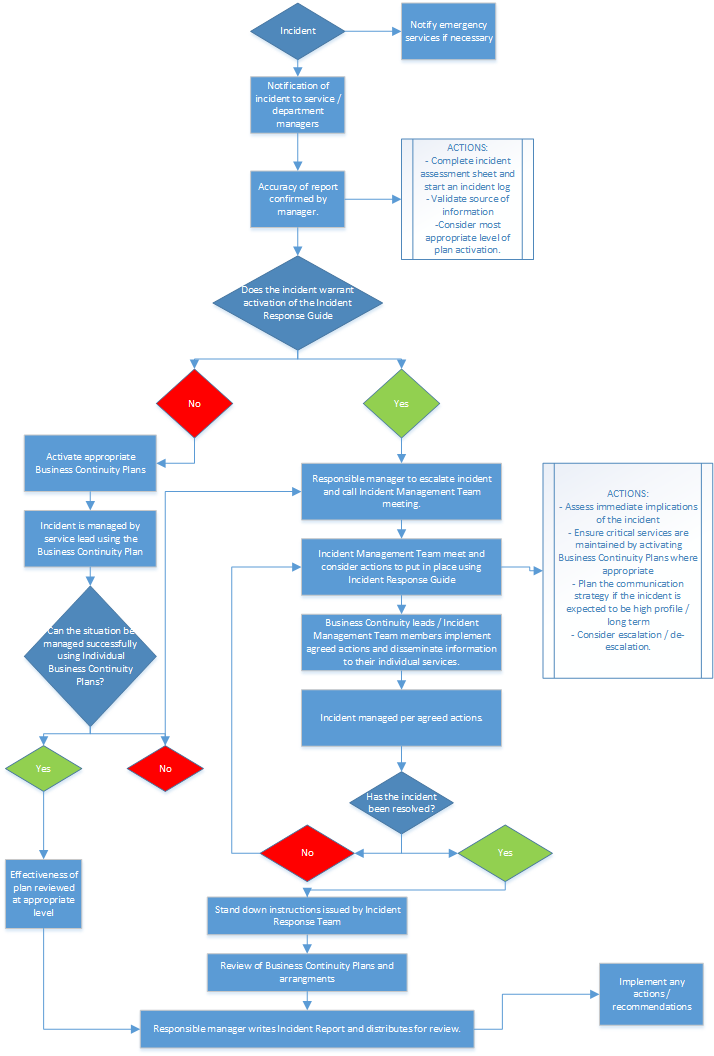 Incident
Notify emergency
services if necessary
Notification of
incident to service /
department
managers
Accuracy of report
confirmed by
manager.
ACTIONS:
- Complete incident
assessment sheet and
start an incident log
- Validate source of
information
-Consider most
appropriate level of
plan activation.
Does the incident warrant
activation of the Incident
Response Guide
No
Yes
Activate appropriate
Business Continuity Plans
Incident is managed by
service lead using the
Business Continuity Plan
Can the situation be
managed successfully
using Individual
Business Continuity
Plans?
Yes
No
Effectiveness of
plan reviewed
at appropriate
level
Responsible manager to escalate incident
and call Incident Management Team
meeting.
Incident Management Team meet and
consider actions to put in place using
Incident Response Guide
ACTIONS:
- Assess immediate implications
of the incident
- Ensure critical services are
maintained by activating
Business Continuity Plans where
appropriate
- Plan the communication
strategy if the inicdent is
expected to be high profile /
long term
- Consider escalation / de-
escalation.
Business Continuity leads / Incident
Management Team members implement
agreed actions and disseminate information
to their individual services.
Incident managed per agreed actions.
Has the incident
been resolved?
No
Yes
Stand down instructions issued by Incident
Response Team
Review of Business Continuity Plans and
arrangments
Responsible manager writes Incident Report and distributes for review.
Implement any
actions /
recommendations